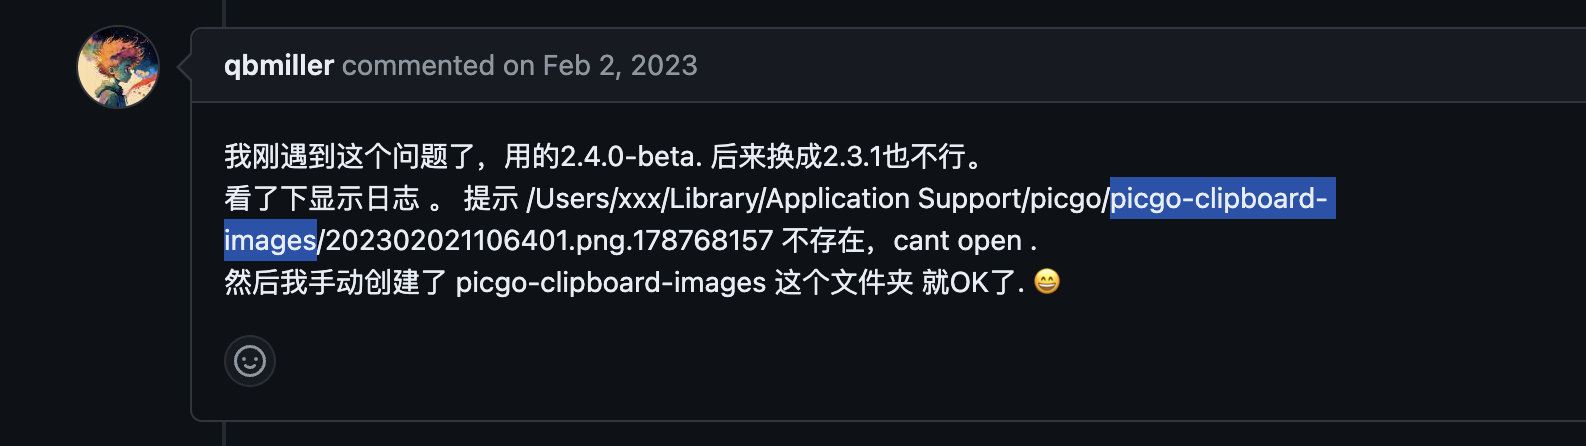 qbmiller commented on Feb 2, 2023
我刚遇到这个问题了，用的2.4.0-beta. 后来换成2.3.1也不行。
看了下显示日志 。 提示 /Users/xxx/Library/Application Support/picgo/picgo-clipboard-
images/202302021106401.png.178768157 不存在，cant open .
然后我手动创建了 picgo-clipboard-images 这个文件夹 就OK了. 😄